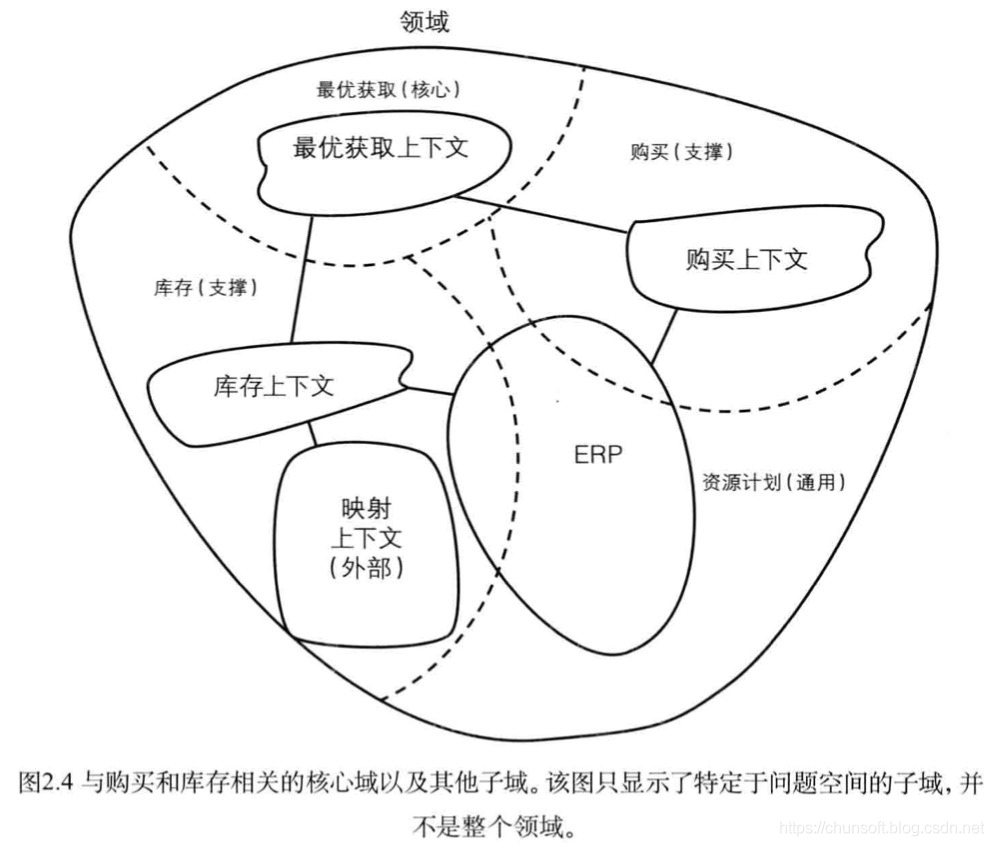 领域
最优获取(核心)
最优获取上下文
购买(支撑)
购买上下文
库存(支撑)
库存上下文
ERP
资源计划(通用)
映射
上下文
(外部)
图2.4 与购买和库存相关的核心域以及其他子域。该图只显示了特定于问题空间的子域，并
不是整个领域。
https://chunsoft.blog.csdn.net